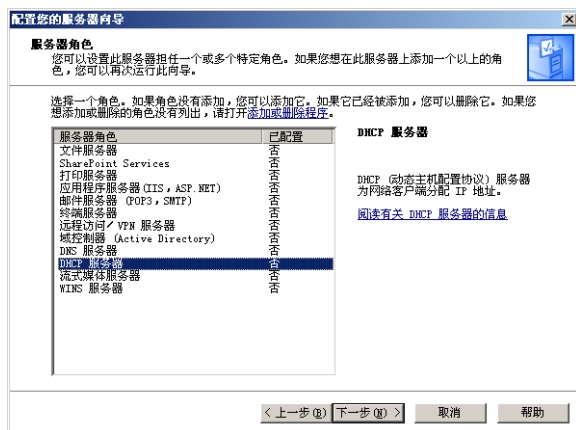 配置您的服务器向导
服务器角色
您可以设置此服务器担任一个或多个特定角色。如果您想在此服务器上添加一个以上的角
色，您可以再次运行此向导。
选择一个角色。如果角色没有添加，您可以添加它。如果它已经被添加，您可以删除它。如果您
想添加或删除的角色没有列出，请打开添加或删除程序。
服务器角色 已配置
文件服务器 否
SharePoint Services 否
打印服务器 否
应用程序服务器(IIS，ASP.NET) 否
邮件服务器 (POP3，SMTP) 否
终端服务器 否
远程访问/VPN 服务器 否
域控制器 (Active Directory) 否
DNS 服务器 否
DHCP 服务器 否
流式媒体服务器 否
WINS 服务器 否
DHCP 服务器
DHCP (动态主机配置协议) 服务器
为网络客户端分配 IP 地址。
阅读有关 DHCP 服务器的信息
< 上一步(B) 下一步(N) > 取消 帮助